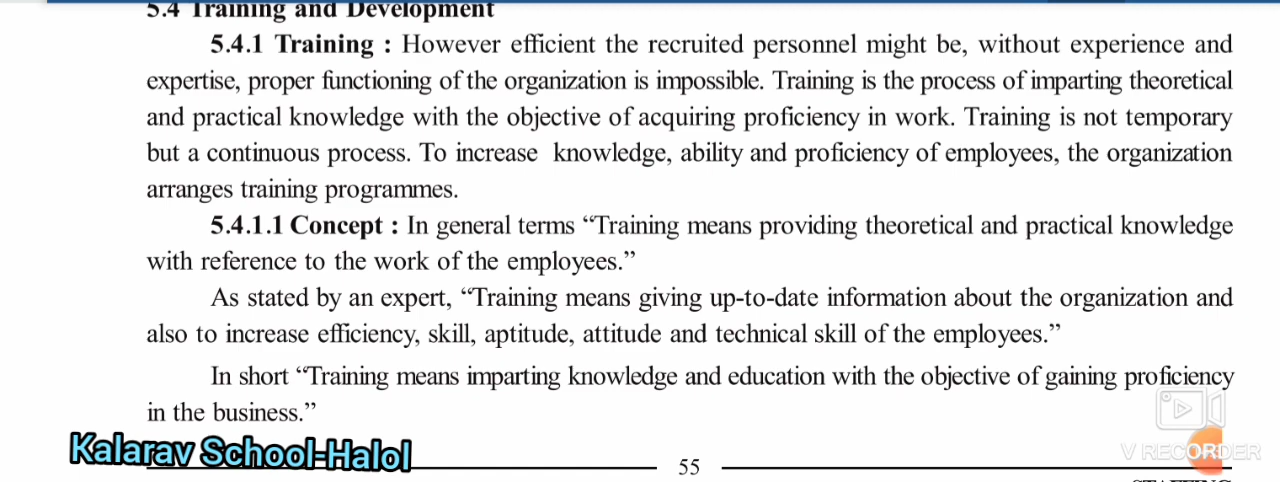 5.4 Training and Development
5.4.1 Training : However efficient the recruited personnel might be, without experience and
expertise, proper functioning of the organization is impossible. Training is the process of imparting theoretical
and practical knowledge with the objective of acquiring proficiency in work. Training is not temporary
but a continuous process. To increase knowledge, ability and proficiency of employees, the organization
arranges training programmes.
5.4.1.1 Concept : In general terms “Training means providing theoretical and practical knowledge
with reference to the work of the employees.”
As stated by an expert, “Training means giving up-to-date information about the organization and
also to increase efficiency, skill, aptitude, attitude and technical skill of the employees.”
In short “Training means imparting knowledge and education with the objective of gaining proficiency
in the business.”
V RECORDER
Kalarav School-Halol
55
STAFFING